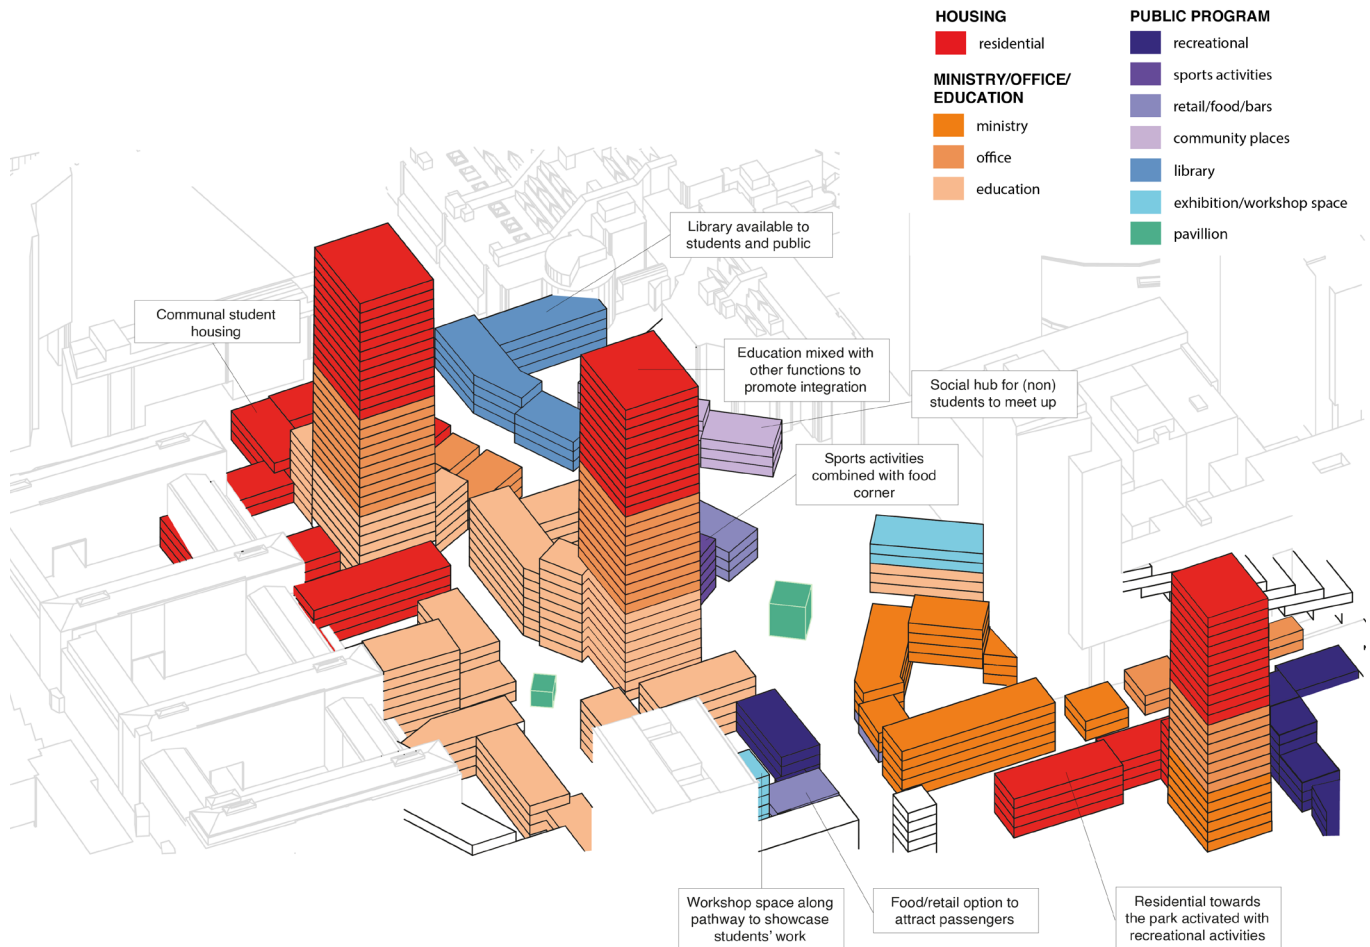 HOUSING
residential
MINISTRY/OFFICE/
EDUCATION
ministry
office
education
PUBLIC PROGRAM
recreational
sports activities
retail/food/bars
community places
library
exhibition/workshop space
pavillion
Library available to
students and public
Communal student
housing
Education mixed with
other functions to
promote integration
Social hub for (non)
students to meet up
Sports activities
combined with food
corner
Workshop space along
pathway to showcase
students' work
Food/retail option to
attract passengers
Residential towards
the park activated with
recreational activities